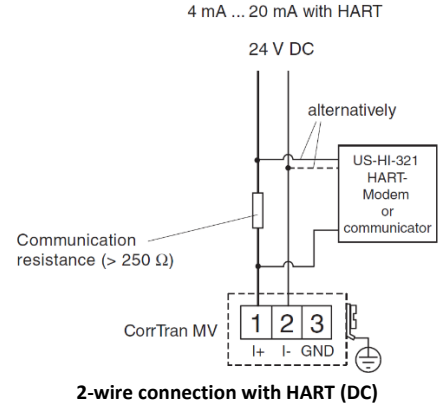 4 mA ... 20 mA with HART
24 V DC
alternatively
US-HI-321
HART-
Modem
or
communicator
Communication
resistance (> 250 Ω)
CorrTran MV
1 2 3
I+ I- GND
2-wire connection with HART (DC)